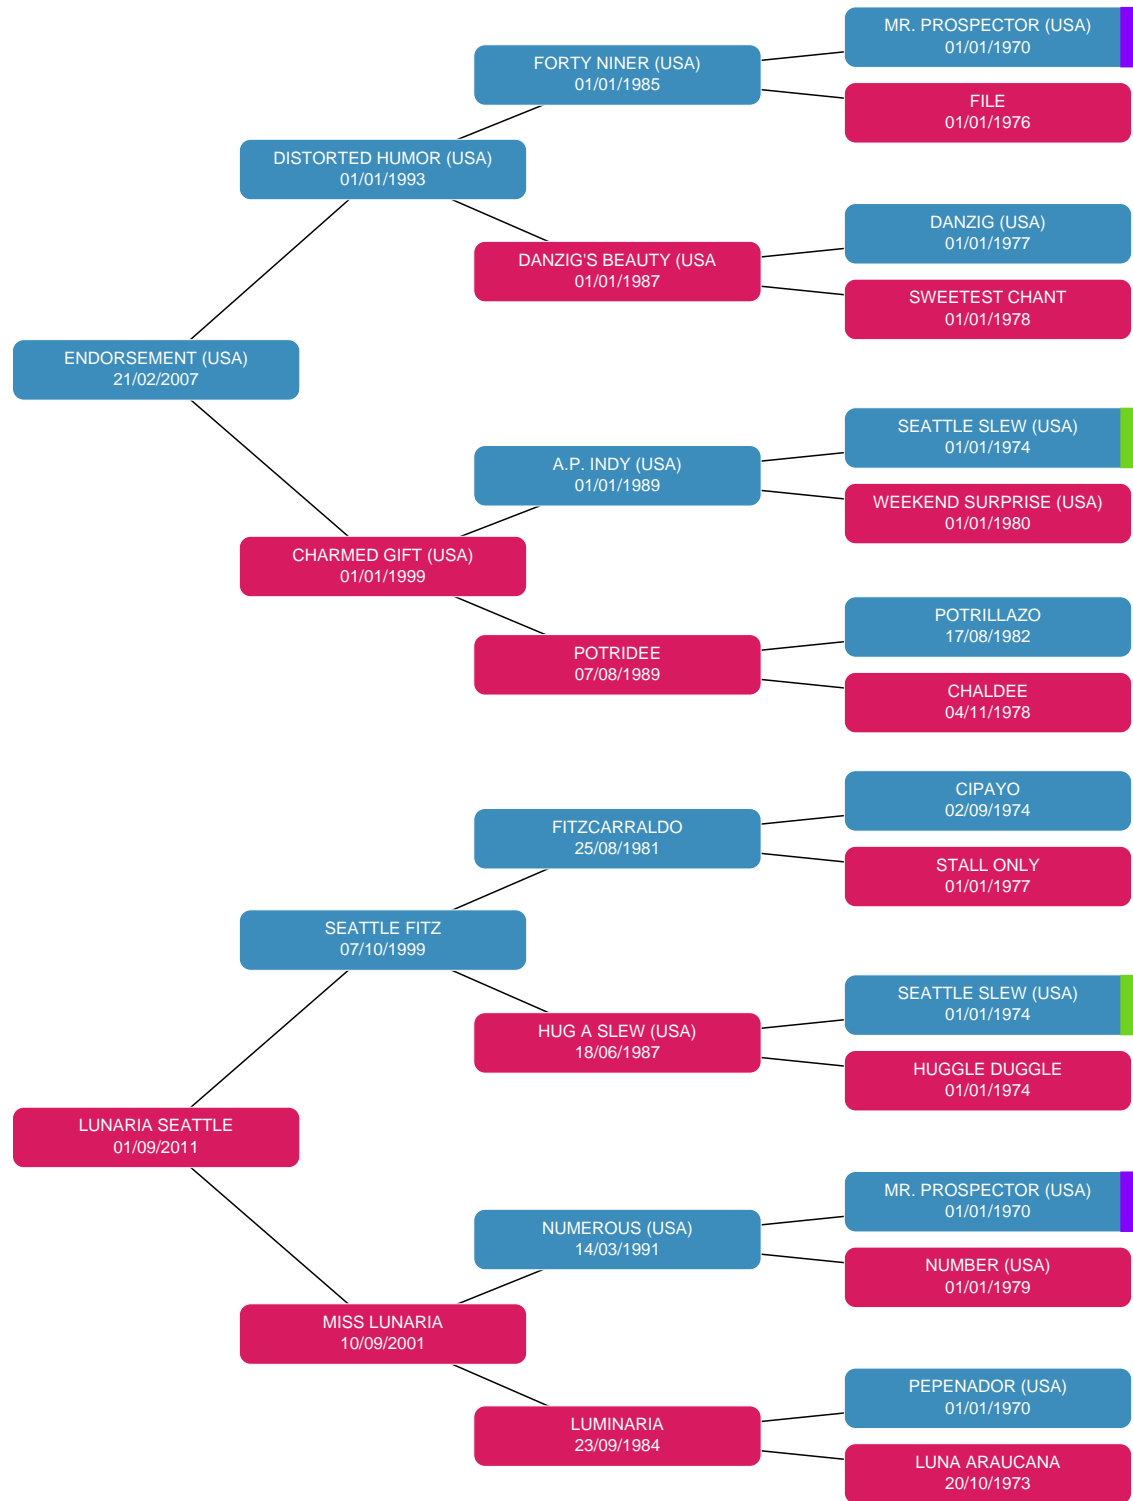 MR. PROSPECTOR (USA)
01/01/1970
FORTY NINER (USA)
01/01/1985
FILE
01/01/1976
DISTORTED HUMOR (USA)
01/01/1993
DANZIG (USA)
01/01/1977
DANZIG'S BEAUTY (USA
01/01/1987
SWEETEST CHANT
01/01/1978
ENDORSEMENT (USA)
21/02/2007
SEATTLE SLEW (USA)
01/01/1974
A.P. INDY (USA)
01/01/1989
WEEKEND SURPRISE (USA)
01/01/1980
CHARMED GIFT (USA)
01/01/1999
POTRILLAZO
17/08/1982
POTRIDEE
07/08/1989
CHALDEE
04/11/1978
CIPAYO
02/09/1974
FITZCARRALDO
25/08/1981
STALL ONLY
01/01/1977
SEATTLE FITZ
07/10/1999
SEATTLE SLEW (USA)
01/01/1974
HUG A SLEW (USA)
18/06/1987
HUGGLE DUGGLE
01/01/1974
LUNARIA SEATTLE
01/09/2011
MR. PROSPECTOR (USA)
01/01/1970
NUMEROUS (USA)
14/03/1991
NUMBER (USA)
01/01/1979
MISS LUNARIA
10/09/2001
PEPENADOR (USA)
01/01/1970
LUMINARIA
23/09/1984
LUNA ARAUCANA
20/10/1973